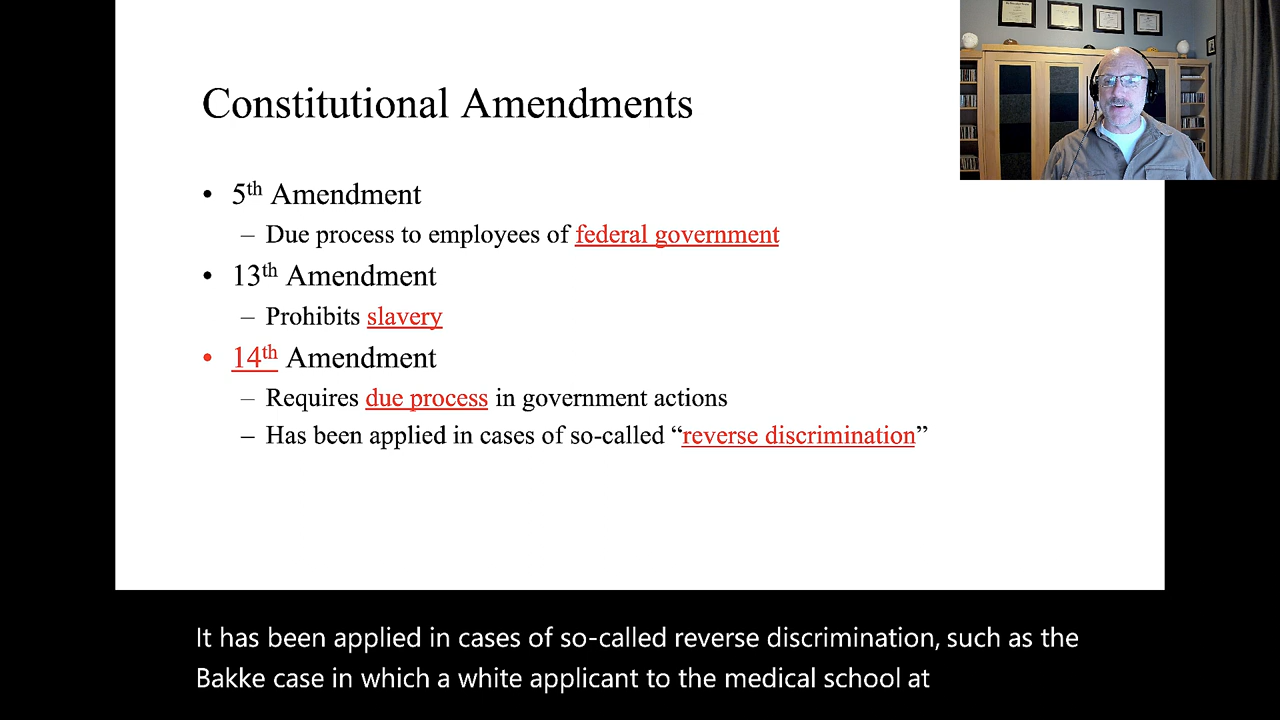 Constitutional Amendments
• 5th Amendment
– Due process to employees of federal government
• 13th Amendment
– Prohibits slavery
• 14th Amendment
– Requires due process in government actions
– Has been applied in cases of so-called “reverse discrimination”
It has been applied in cases of so-called reverse discrimination, such as the
Bakke case in which a white applicant to the medical school at